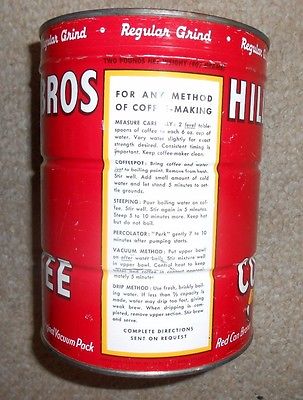 Regular Grind · Regular Grind · Regular
TWO POUNDS NET WEIGHT
BROS
HIL
FOR ANY METHOD
OF COFFEE-MAKING
MEASURE CAREFULLY: 2 level table-
spoons of coffee to each 6 oz. cup of
water. Vary water slightly for exact
strength desired. Consistent timing is
important. Keep coffee-maker clean.
COFFEEPOT: Bring coffee and water
just to boiling point. Remove from heat.
Stir well. Add small amount of cold
water and let stand 5 minutes to set-
tle grounds.
STEEPING: Pour boiling water on cof-
fee. Stir well. Stir again in 5 minutes.
Steep 5 to 10 minutes more. Keep hot
but do not boil.
PERCOLATOR: "Perk" gently 7 to 10
minutes after pumping starts.
VACUUM METHOD: Put upper bowl
on after water boils. Stir mixture well
in upper bowl. Control heat to keep
water and coffee in contact approxi-
mately 5 minutes.
DRIP METHOD: Use fresh, briskly boil-
ing water. If less than ¾ capacity is
made, water may drip too fast, giving
weak brew. When dripping is com-
pleted, remove upper section. Stir brew
and serve.
COMPLETE DIRECTIONS
SENT ON REQUEST
EE
C
Vacuum Pack
Red Can Bra